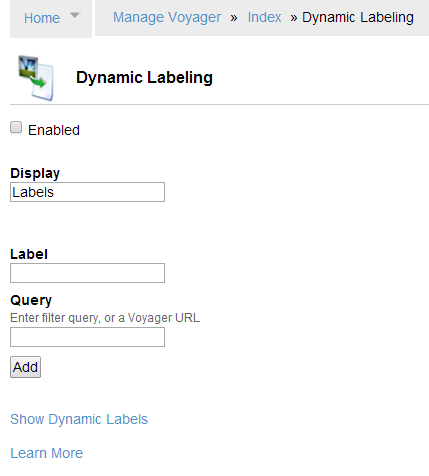 Home Manage Voyager » Index » Dynamic Labeling
Dynamic Labeling
Enabled
Display
Labels
Label
Query
Enter filter query, or a Voyager URL
Add
Show Dynamic Labels
Learn More